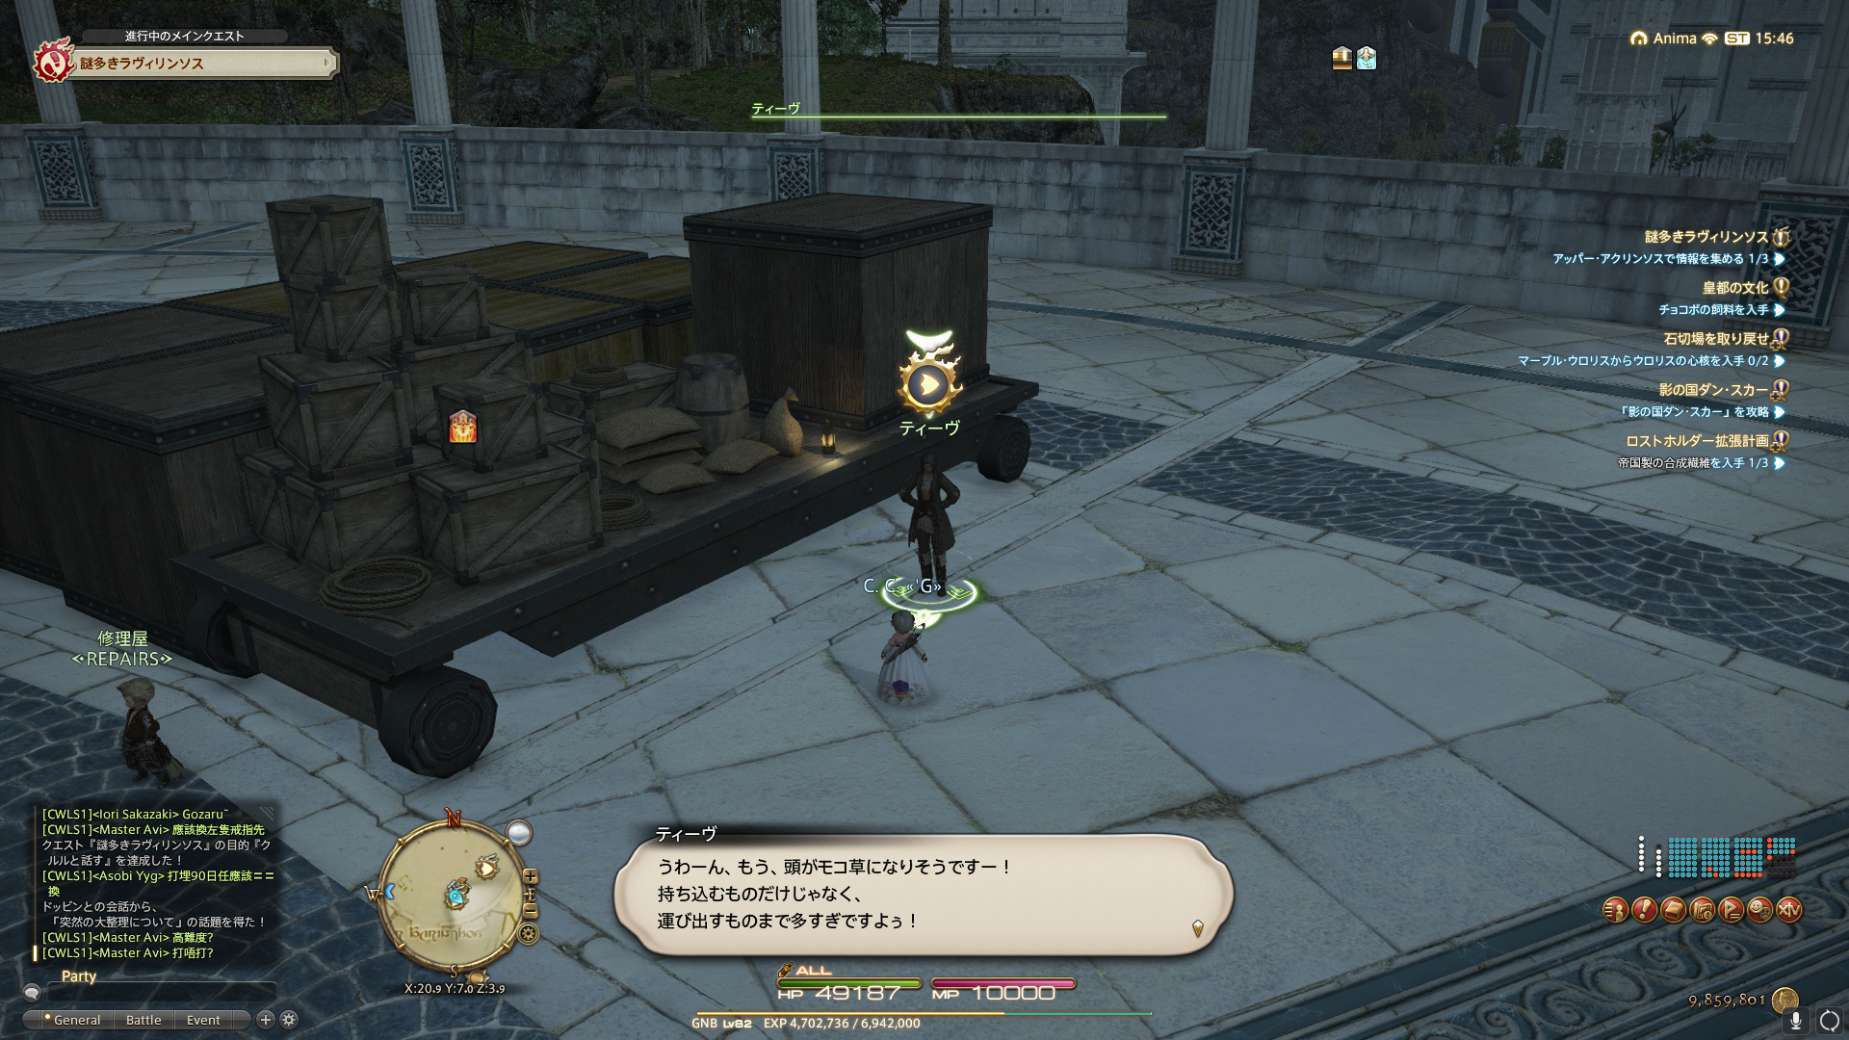 進行中のメインクエスト
謎多きラヴィリンソス
Anima ST 15:46
ティーヴ
謎多きラヴィリンソス
アッパー・アクリンソスで情報を集める 1/3
皇都の文化
チョコボの飼料を入手
石切場を取り戻せ
マーブル・ウロリスからウロリスの心核を入手 0/2
影の国ダン・スカー
「影の国ダン・スカー」を攻略
ロストホルダー拡張計画
帝国製の合成繊維を入手 1/3
ティーヴ
C. C. «'G»
修理屋
REPAIRS
[CWLS1]<Iori Sakazaki> Gozaru~
[CWLS1]<Master Avi> 應該換左隻戒指先
クエスト『謎多きラヴィリンソス』の目的『ク
ルルと話す』を達成した！
[CWLS1]<Asobi Yyg> 打埋90日任應該＝＝
換
ドッピンとの会話から、
「突然の大整理について」の話題を得た！
[CWLS1]<Master Avi> 高難度?
[CWLS1]<Master Avi> 打唔打?
Party
General Battle Event
N
S
X:20.9 Y:7.0 Z:3.9
ティーヴ
うわーん、もう、頭がモコ草になりそうですー！
持ち込むものだけじゃなく、
運び出すものまで多すぎですよぅ！
ALL
HP 49187 MP 10000
GNB Lv82 EXP 4,702,736 / 6,942,000
XIV
9,859,801